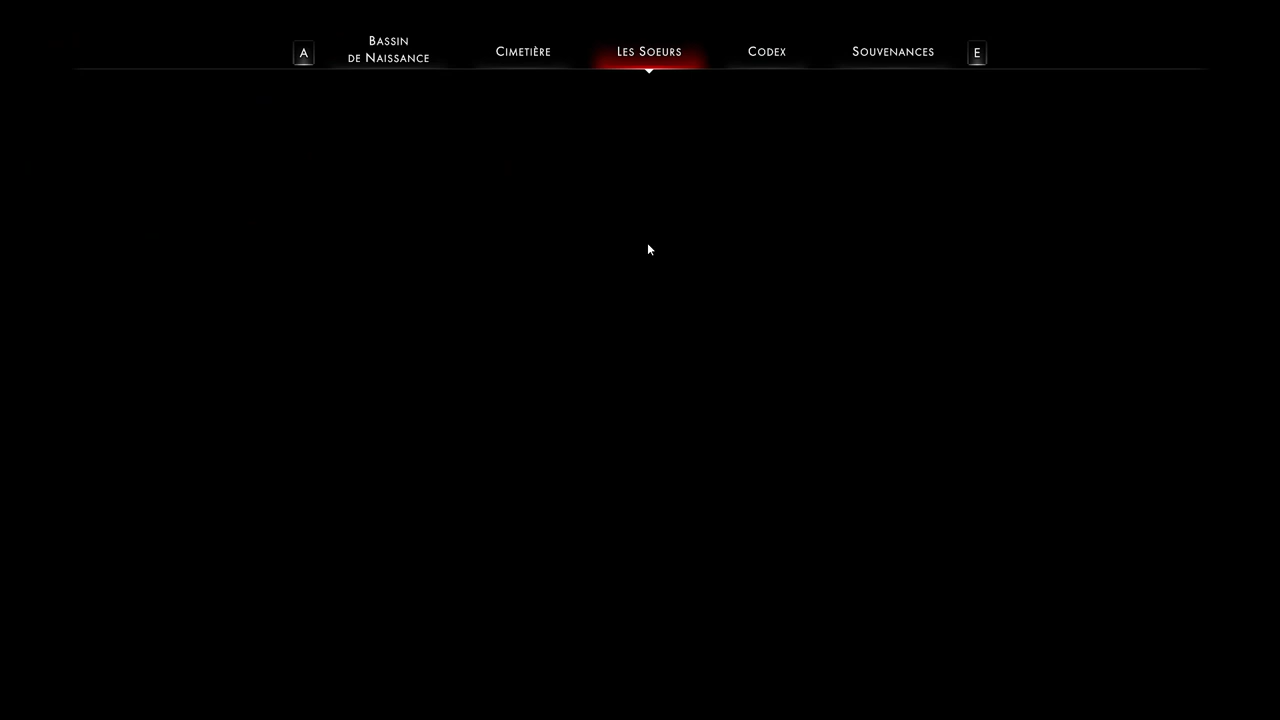 A
Bassin
de Naissance
Cimetière
Les Soeurs
Codex
Souvenances
E